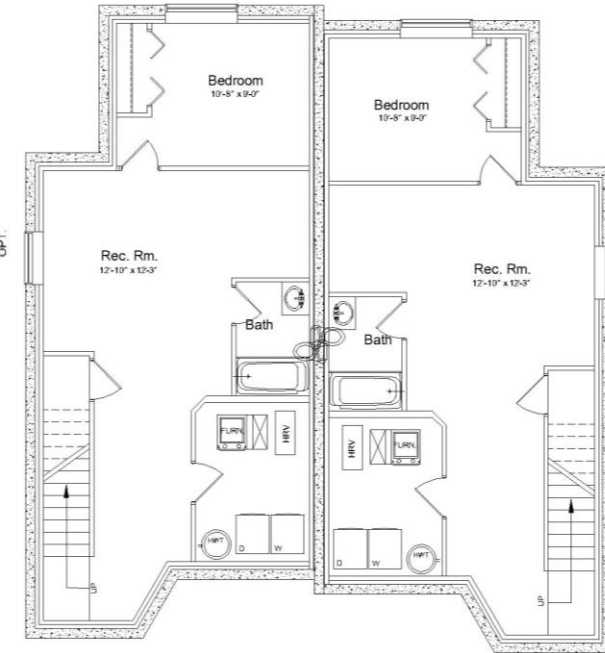 Bedroom
10'-8" x 9'-0"
Bedroom
10'-8" x 9'-0"
OPT.
Rec. Rm.
12'-10" x 12'-3"
Rec. Rm.
12'-10" x 12'-3"
Bath
Bath
FURN.
HRV
HRV
FURN.
HWT
D
W
D
W
HWT
UP
UP